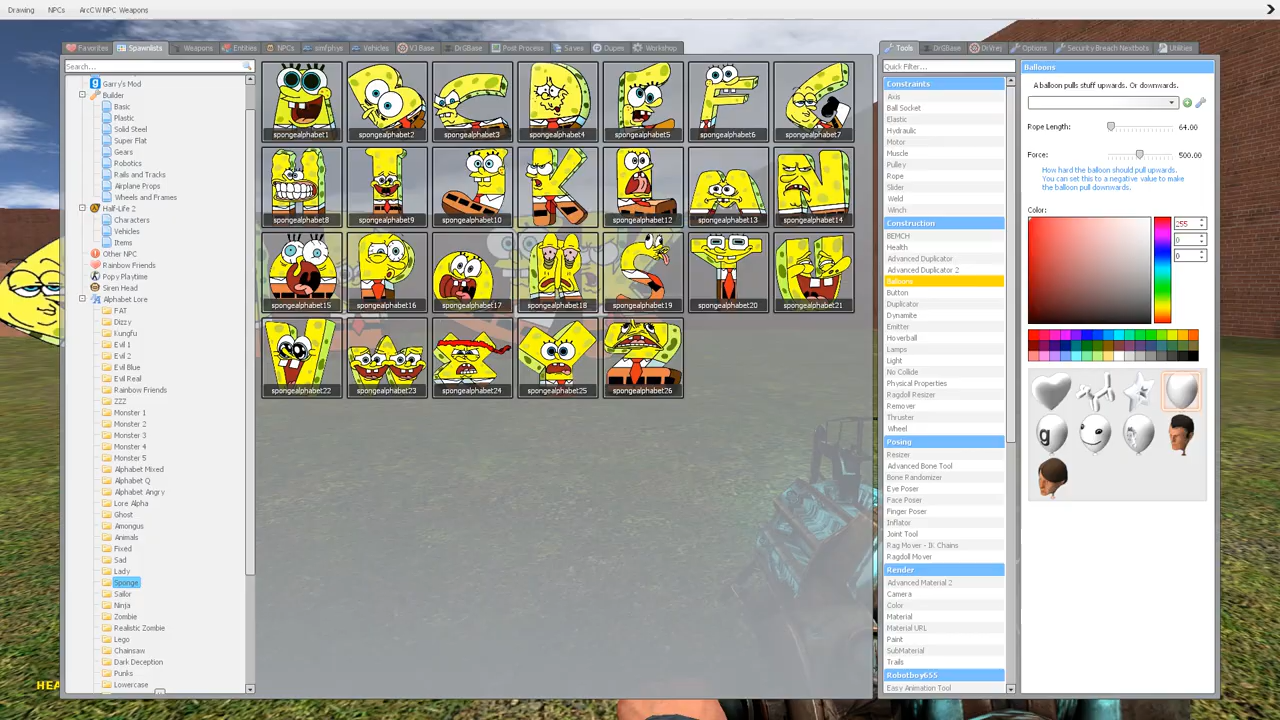 Drawing NPCs ArcCW NPC Weapons
Favorites Spawnlists Weapons Entities NPCs simfphys Vehicles VJ Base DrGBase Post Process Saves Dupes Workshop
Search...
Garry's Mod
Builder
Basic
Plastic
Solid Steel
Super Flat
Gears
Robotics
Rails and Tracks
Airplane Props
Wheels and Frames
Half-Life 2
Characters
Vehicles
Items
Other NPC
Rainbow Friends
Popy Playtime
Siren Head
Alphabet Lore
FAT
Dizzy
Kungfu
Evil 1
Evil 2
Evil Blue
Evil Real
Rainbow Friends
ZZZ
Monster 1
Monster 2
Monster 3
Monster 4
Monster 5
Alphabet Mixed
Alphabet Q
Alphabet Angry
Lore Alpha
Ghost
Amongus
Animals
Fixed
Sad
Lady
Sponge
Sailor
Ninja
Zombie
Realistic Zombie
Lego
Chainsaw
Dark Deception
Punks
Lowercase
HEA
spongealphabet1 spongealphabet2 spongealphabet3 spongealphabet4 spongealphabet5 spongealphabet6 spongealphabet7
spongealphabet8 spongealphabet9 spongealphabet10 spongealphabet11 spongealphabet12 spongealphabet13 spongealphabet14
spongealphabet15 spongealphabet16 spongealphabet17 spongealphabet18 spongealphabet19 spongealphabet20 spongealphabet21
spongealphabet22 spongealphabet23 spongealphabet24 spongealphabet25 spongealphabet26
Tools DrGBase DrVrej Options Security-Breach Nextbots Utilities
Quick Filter...
Constraints
Axis
Ball Socket
Elastic
Hydraulic
Motor
Muscle
Pulley
Rope
Slider
Weld
Winch
Construction
BEMCH
Health
Advanced Duplicator
Advanced Duplicator 2
Balloons
Button
Duplicator
Dynamite
Emitter
Hoverball
Lamps
Light
No Collide
Physical Properties
Ragdoll Resizer
Remover
Thruster
Wheel
Posing
Resizer
Advanced Bone Tool
Bone Randomizer
Eye Poser
Face Poser
Finger Poser
Inflator
Joint Tool
Rag Mover - IK Chains
Ragdoll Mover
Render
Advanced Material 2
Camera
Color
Material
Material URL
Paint
SubMaterial
Trails
Robotboy655
Easy Animation Tool
Balloons
A balloon pulls stuff upwards. Or downwards.
Rope Length: 64.00
Force: 500.00
How hard the balloon should pull upwards.
You can set this to a negative value to make
the balloon pull downwards.
Color:
255
0
0
g